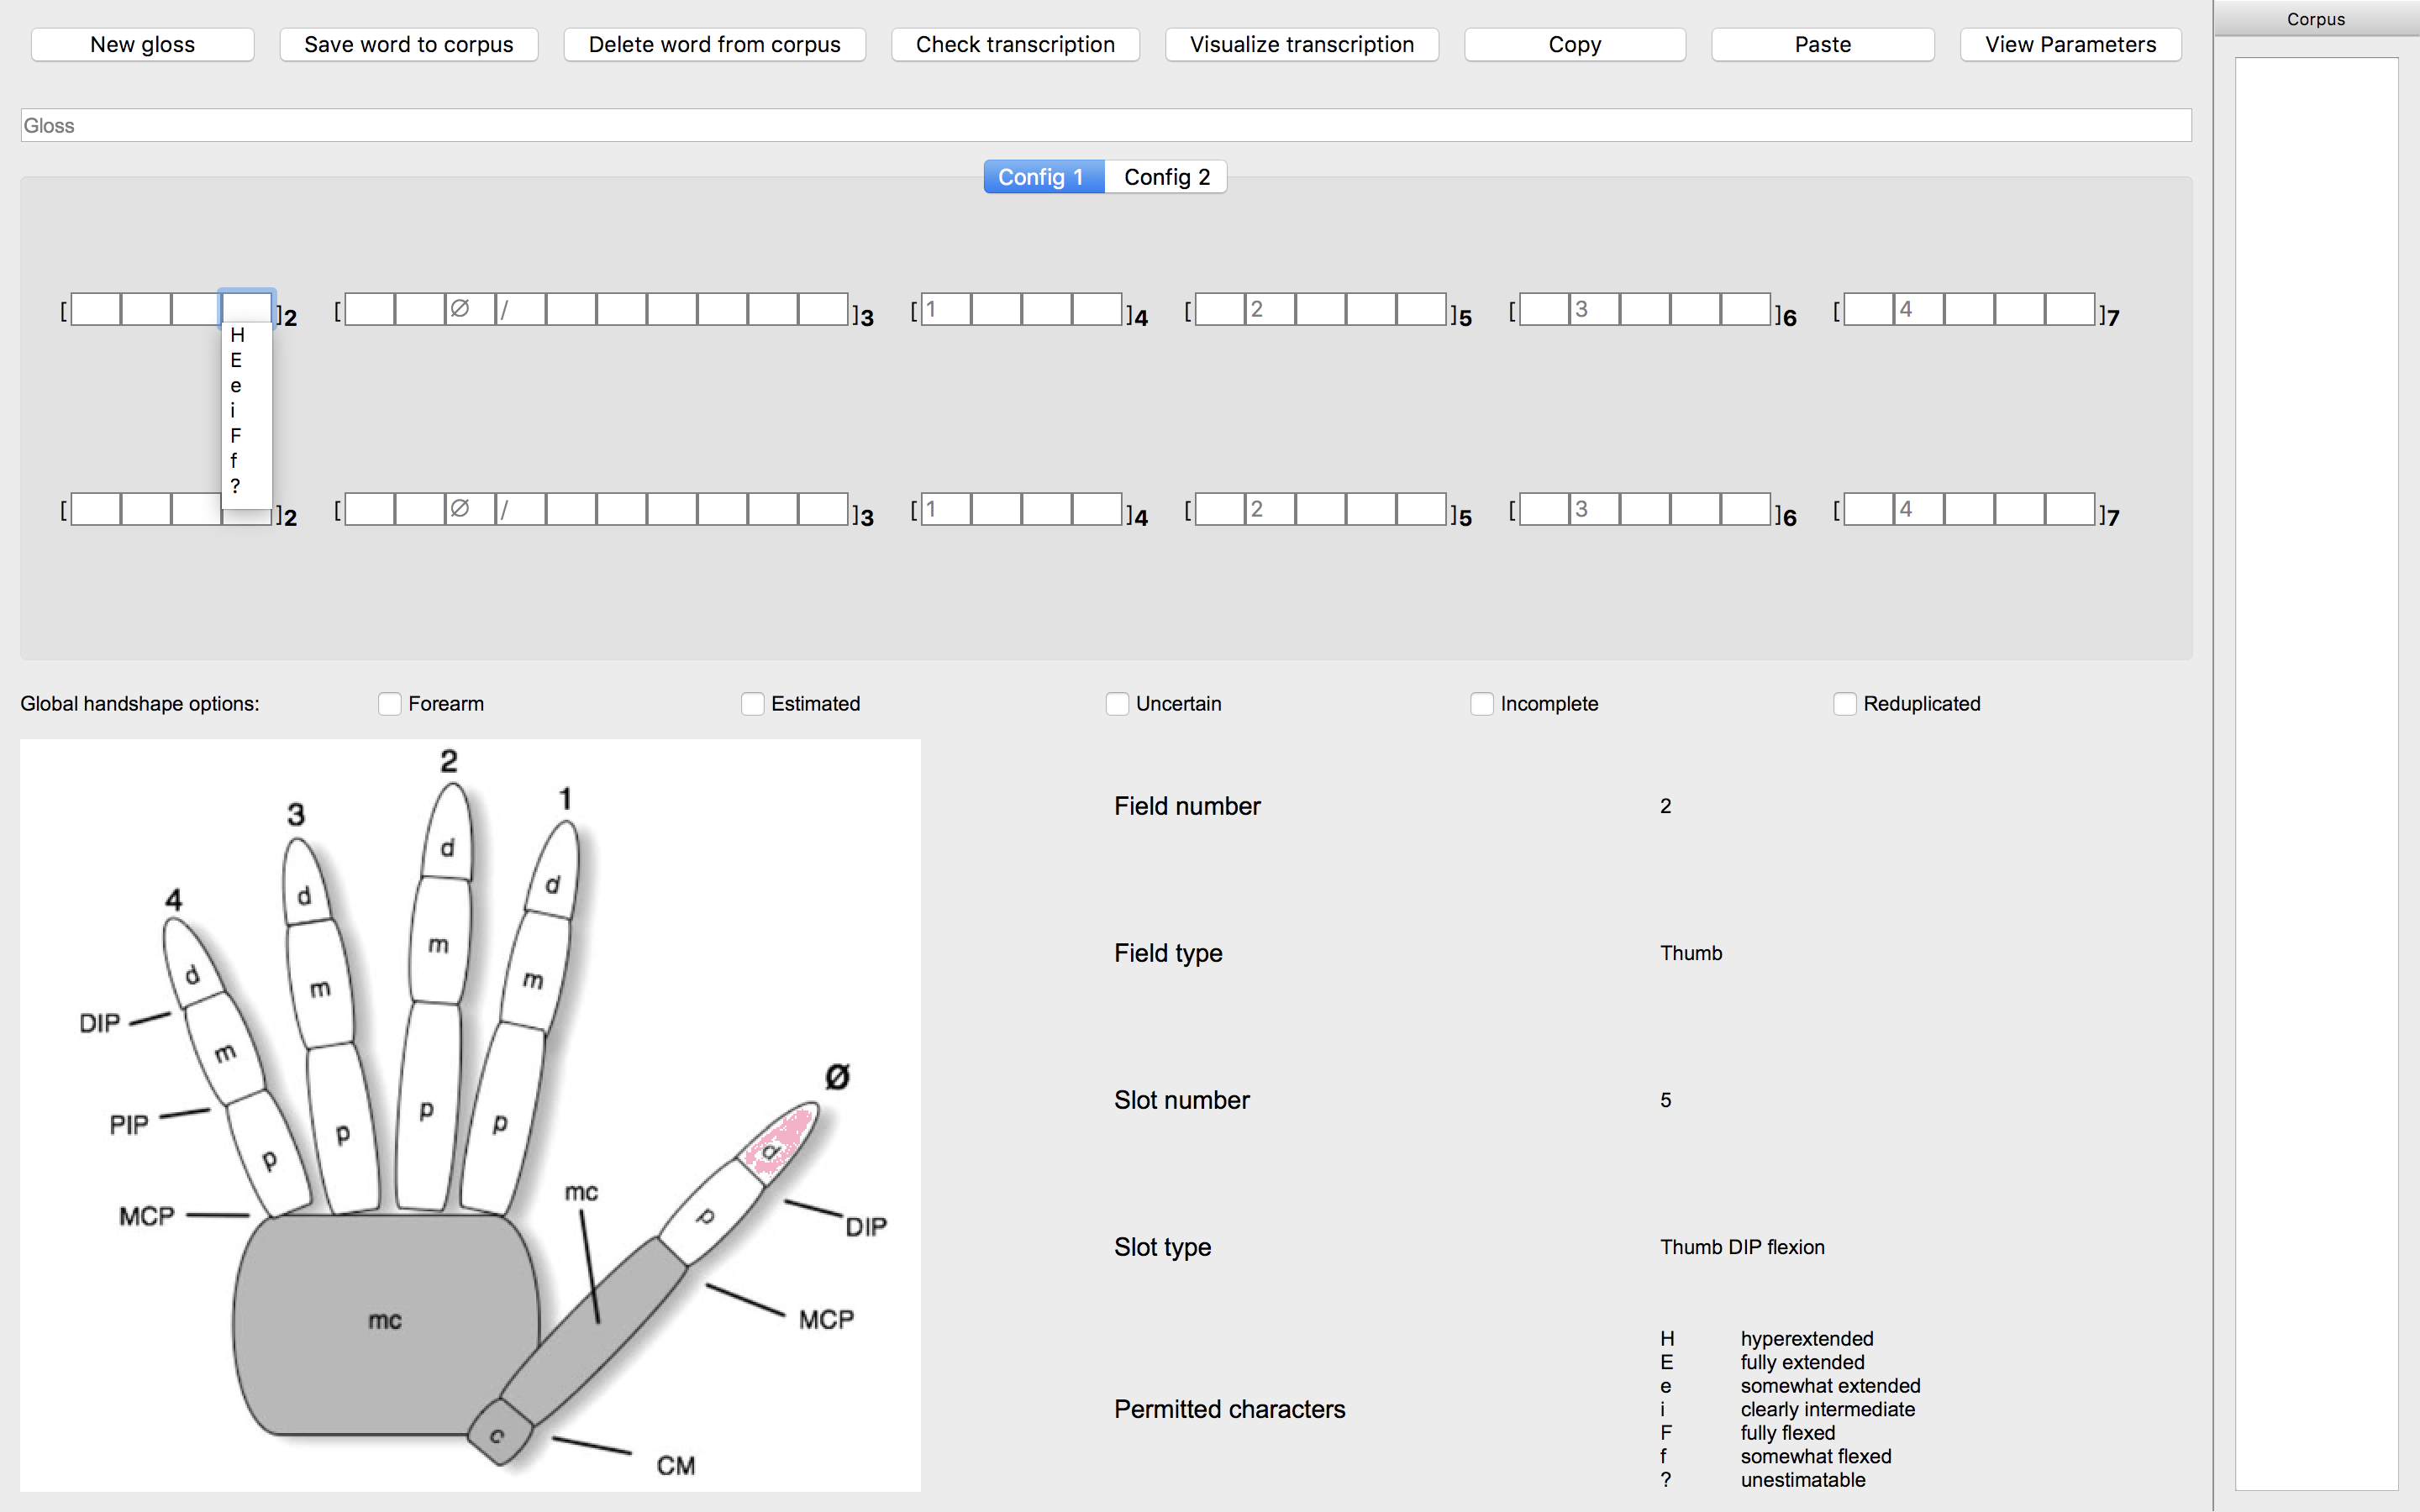 Corpus
New gloss Save word to corpus Delete word from corpus Check transcription Visualize transcription Copy Paste View Parameters
Gloss
Config 1 Config 2
[ ]2 [ ∅ / ]3 [ 1 ]4 [ 2 ]5 [ 3 ]6 [ 4 ]7
H
E
e
i
F
f
?
[ ]2 [ ∅ / ]3 [ 1 ]4 [ 2 ]5 [ 3 ]6 [ 4 ]7
Global handshape options: Forearm Estimated Uncertain Incomplete Reduplicated
2
1
3
4
Ø
d
d
d
d
d
m
m
m
m
p
p
p
p
p
DIP
PIP
MCP
mc
mc
DIP
MCP
c
CM
Field number 2
Field type Thumb
Slot number 5
Slot type Thumb DIP flexion
Permitted characters
H hyperextended
E fully extended
e somewhat extended
i clearly intermediate
F fully flexed
f somewhat flexed
? unestimatable